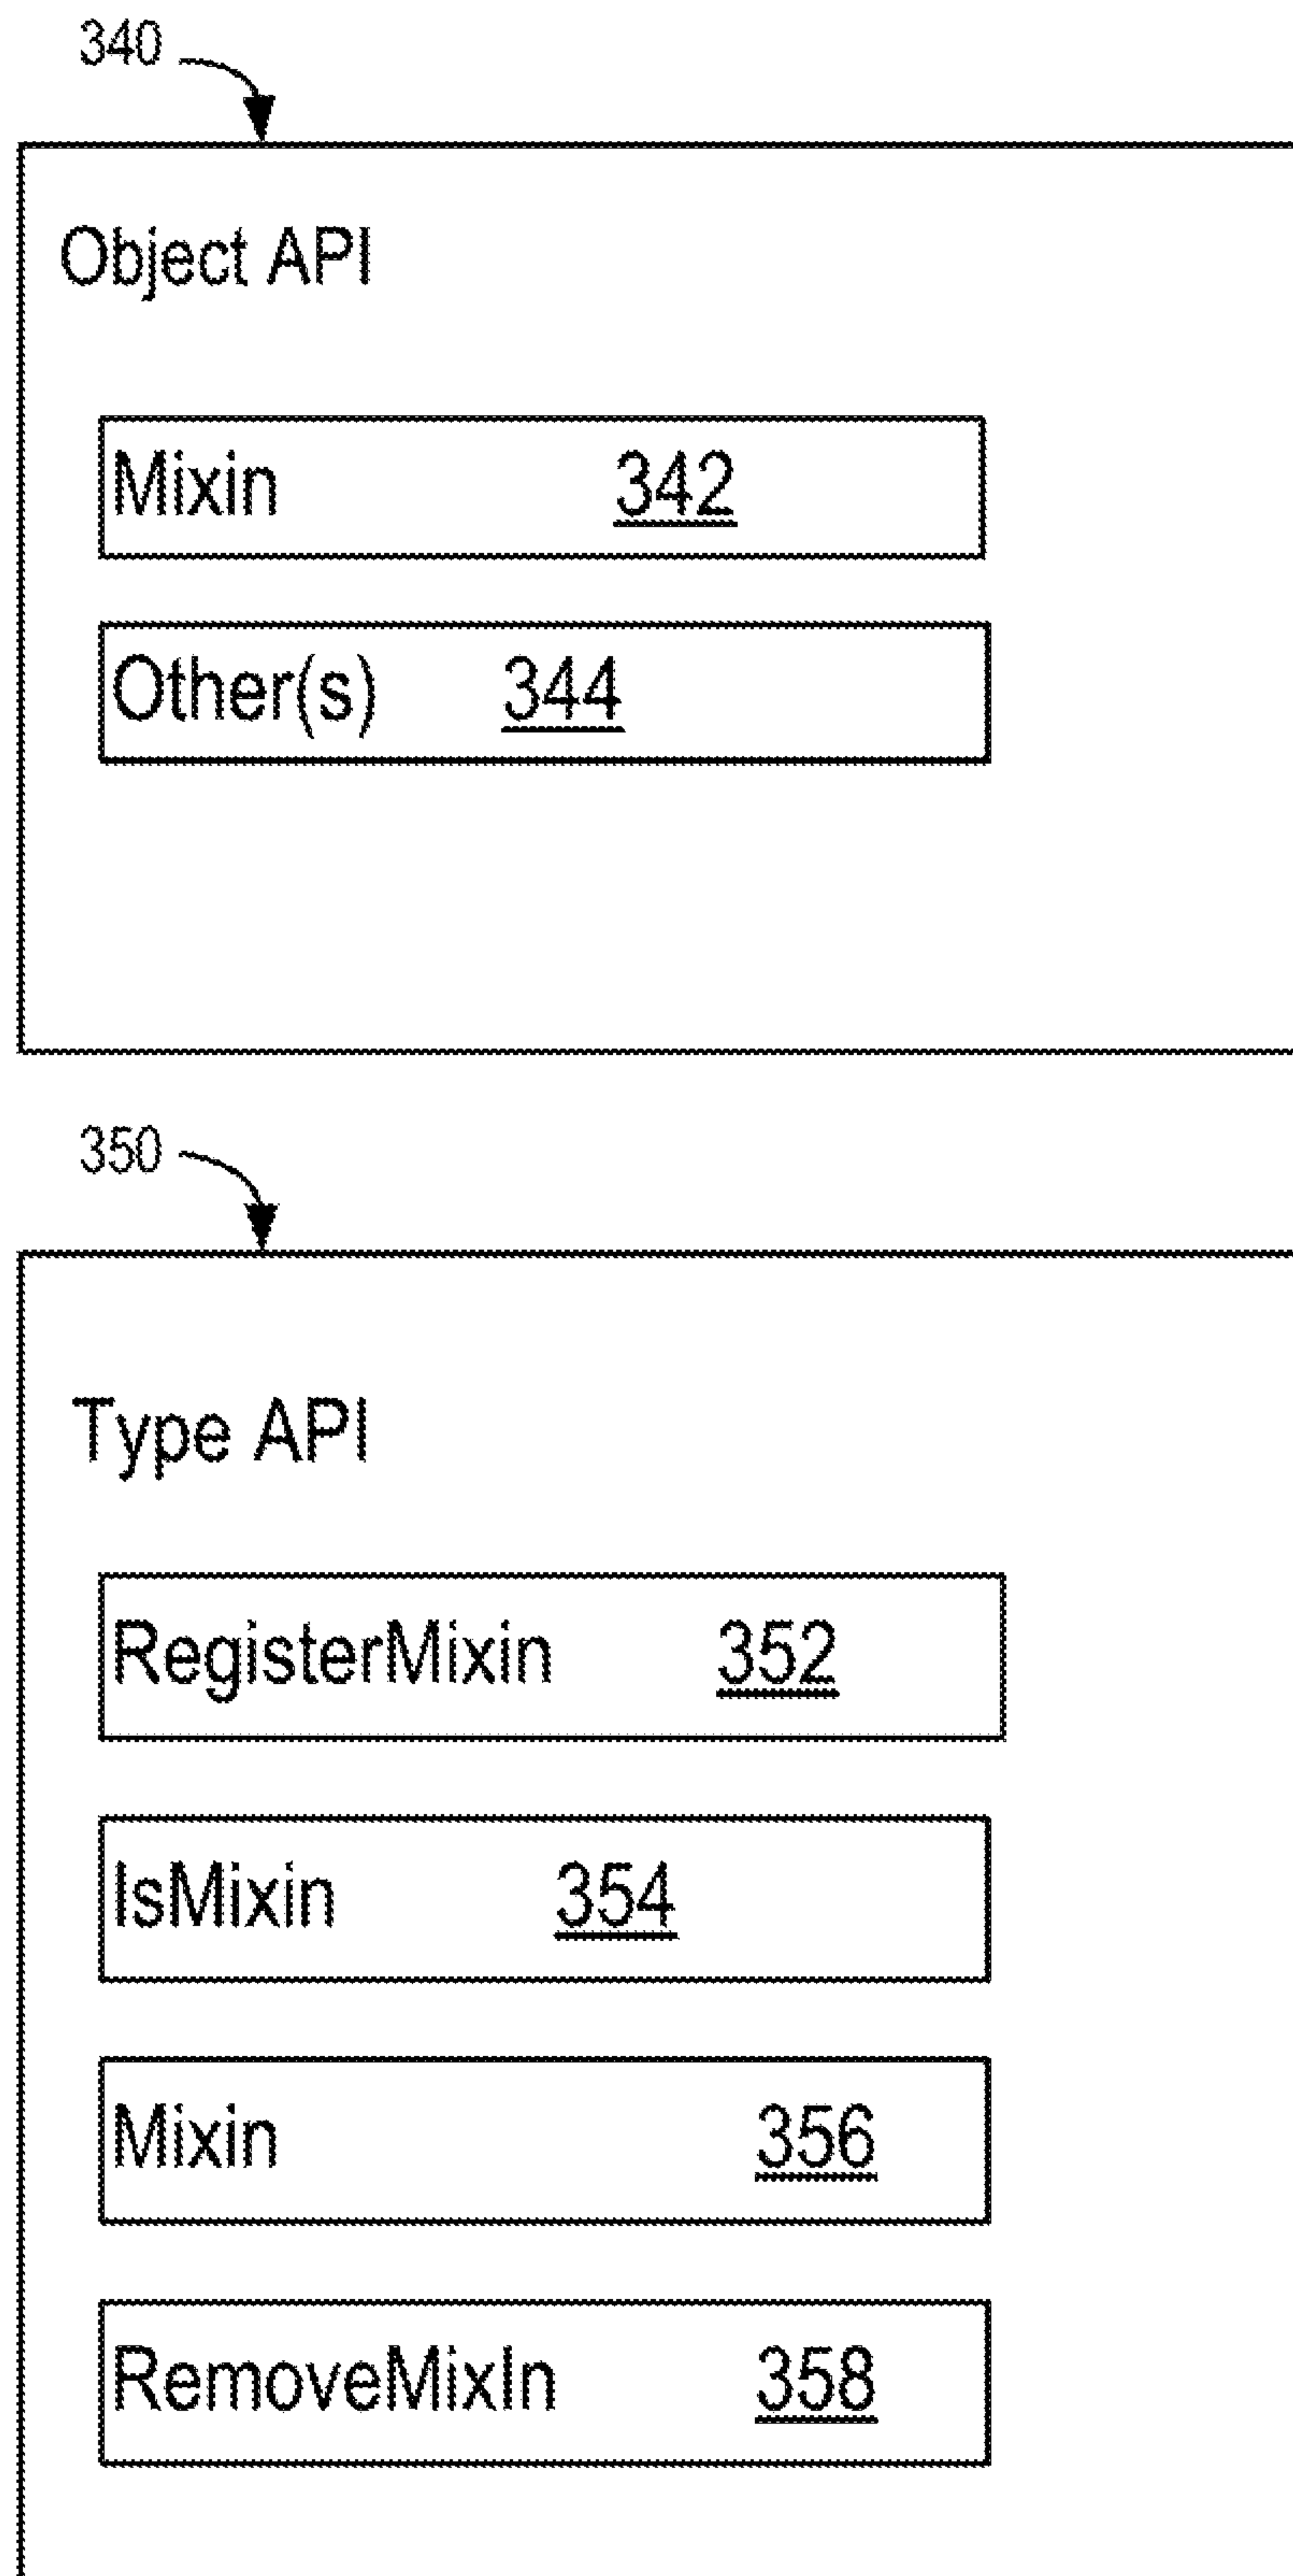 340
Object API
Mixin 342
Other(s) 344
350
Type API
RegisterMixin 352
IsMixin 354
Mixin 356
RemoveMixIn 358